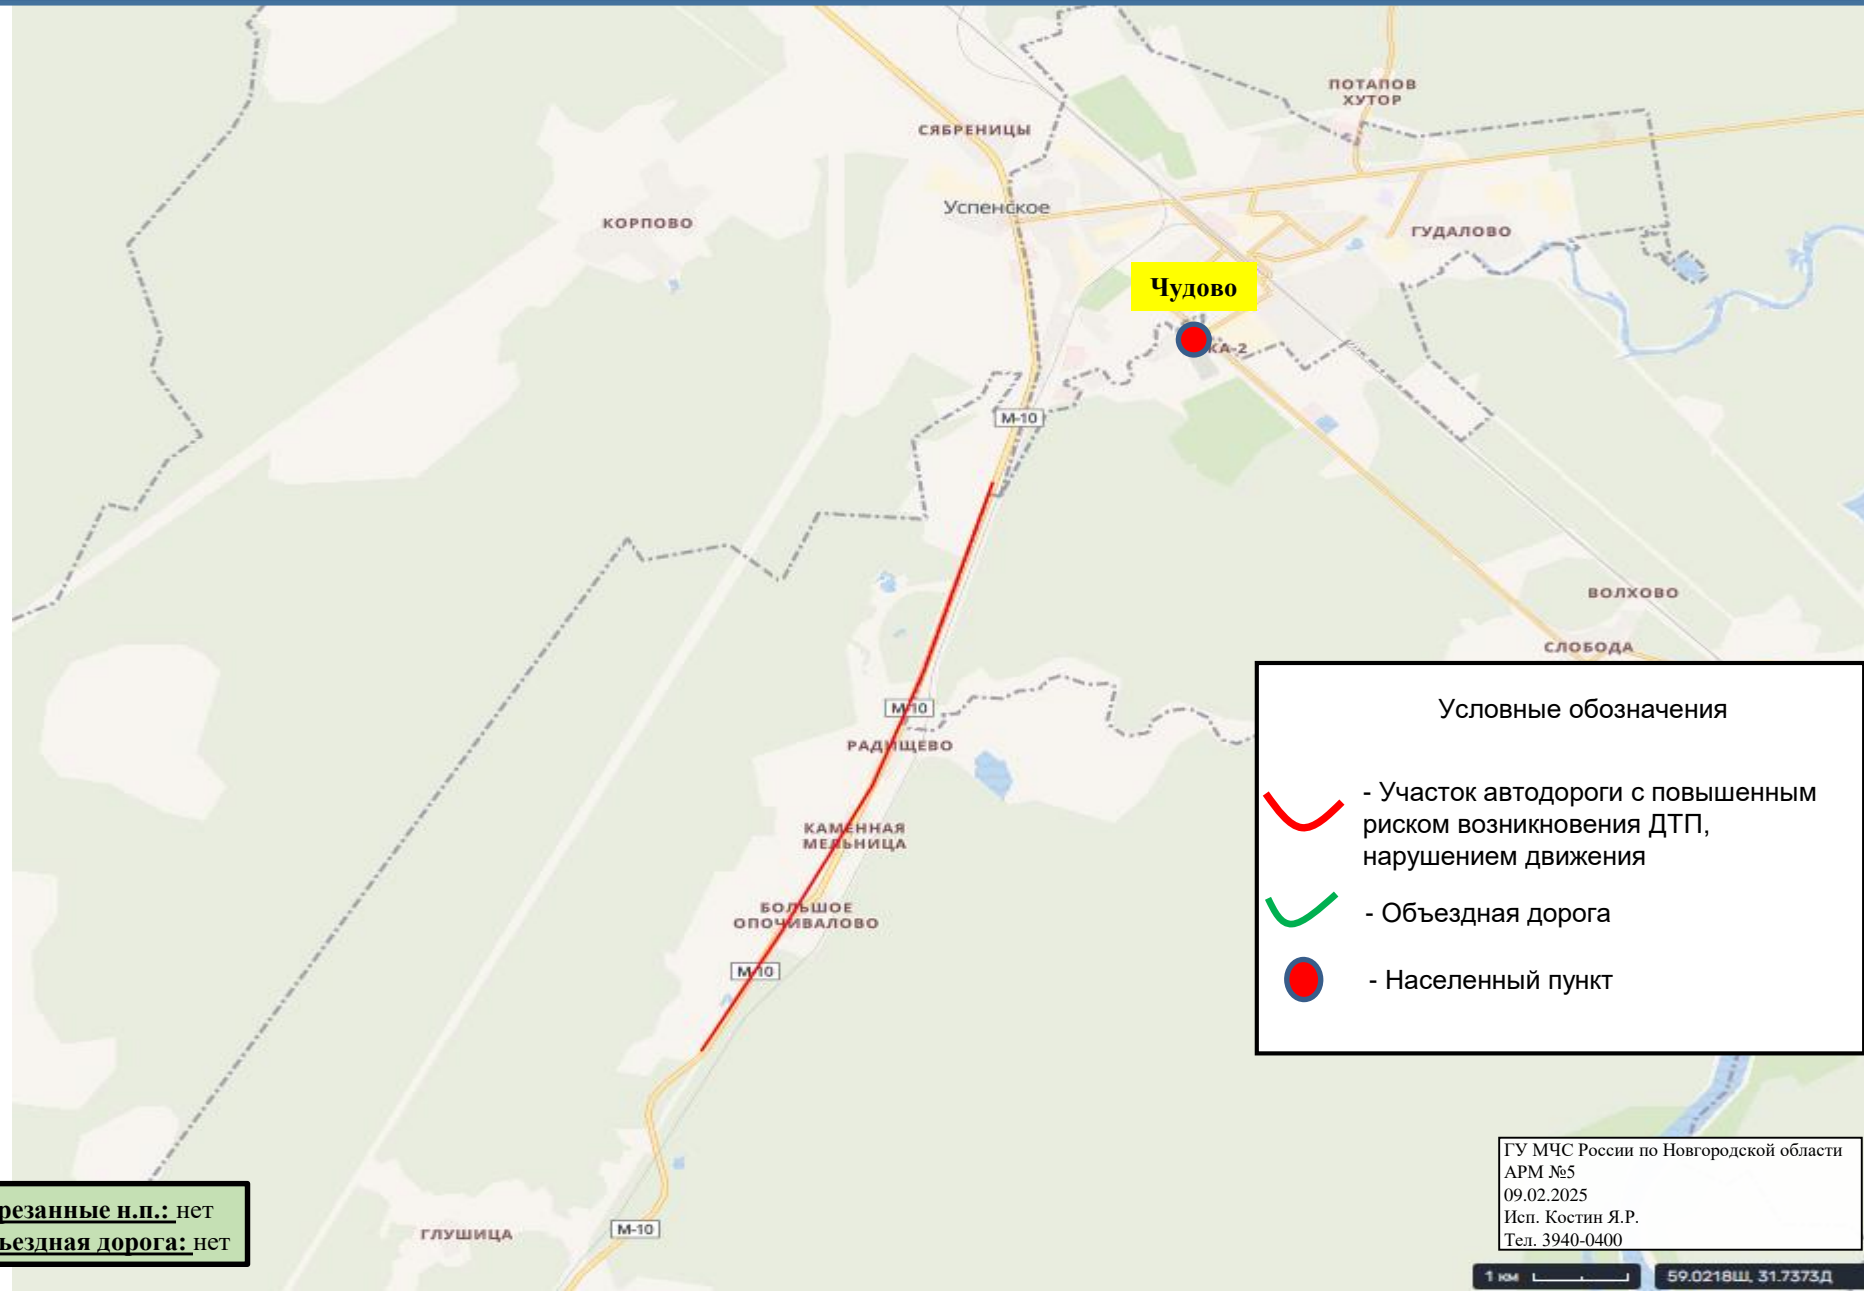 ПОТАПОВ
ХУТОР
СЯБРЕНИЦЫ
Успенское
КОРПОВО
ГУДАЛОВО
Чудово
КА-2
М-10
ВОЛХОВО
СЛОБОДА
М-10
РАДИЩЕВО
КАМЕННАЯ
МЕЛЬНИЦА
БОЛЬШОЕ
ОПОЧИВАЛОВО
М-10
Условные обозначения
- Участок автодороги с повышенным
риском возникновения ДТП,
нарушением движения
- Объездная дорога
- Населенный пункт
ГУ МЧС России по Новгородской области
АРМ №5
09.02.2025
Исп. Костин Я.Р.
Тел. 3940-0400
резанные н.п.: нет
ъездная дорога: нет
ГЛУШИЦА
М-10
1 км
59.0218Ш, 31.7373Д